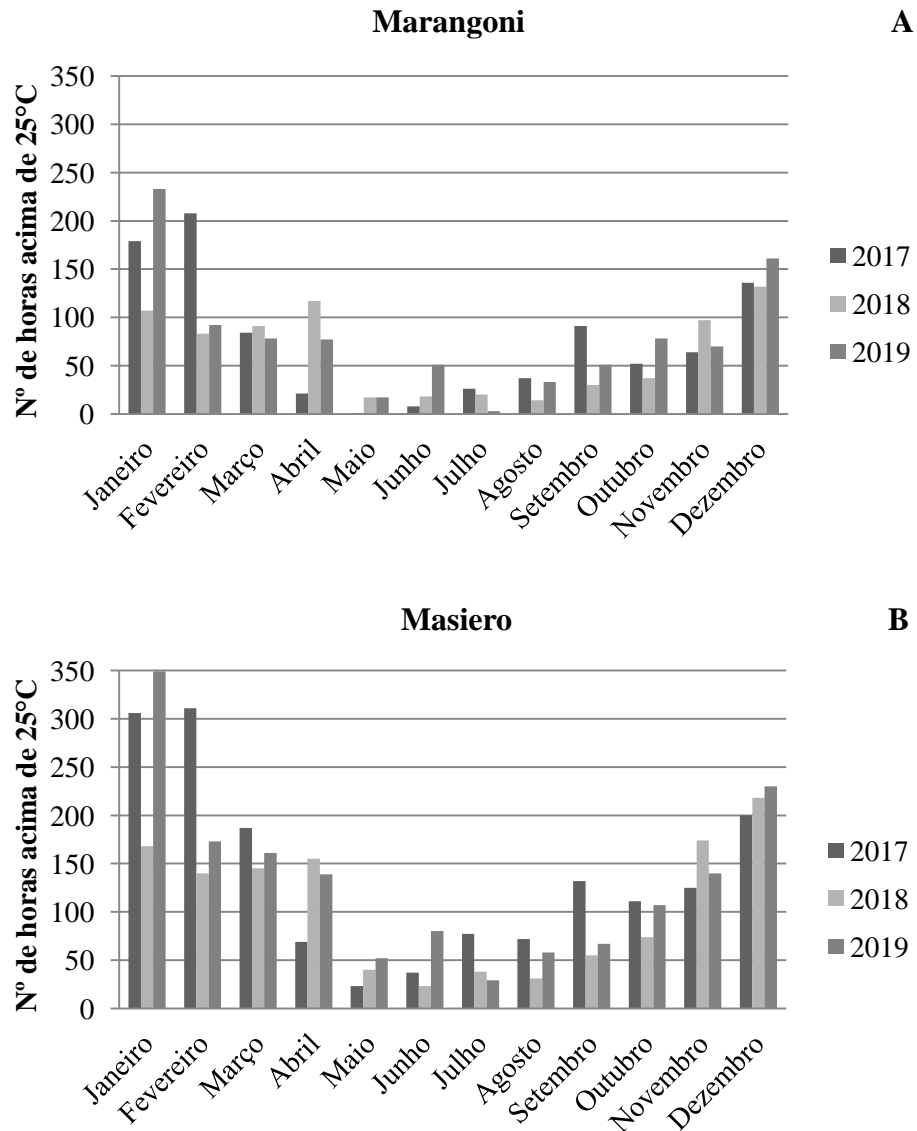 Marangoni
A
Nº de horas acima de 25°C
350
300
250
200
150
100
50
0
Janeiro
Fevereiro
Março
Abril
Maio
Junho
Julho
Agosto
Setembro
Outubro
Novembro
Dezembro
2017
2018
2019
Masiero
B
Nº de horas acima de 25°C
350
300
250
200
150
100
50
0
Janeiro
Fevereiro
Março
Abril
Maio
Junho
Julho
Agosto
Setembro
Outubro
Novembro
Dezembro
2017
2018
2019